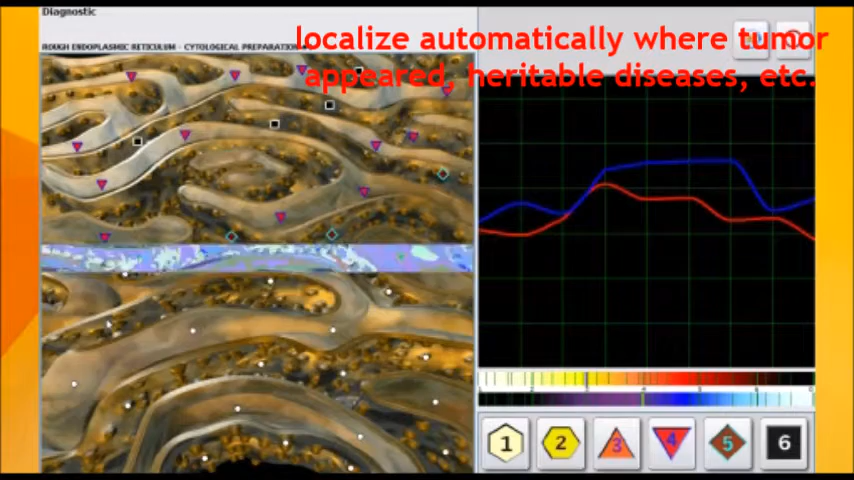 Diagnostic
localize automatically where tumor
ROUGH ENDOPLASMIC RETICULUM - CYTOLOGICAL PREPARATION
appeared, heritable diseases, etc.
1 2 3 4 5 6